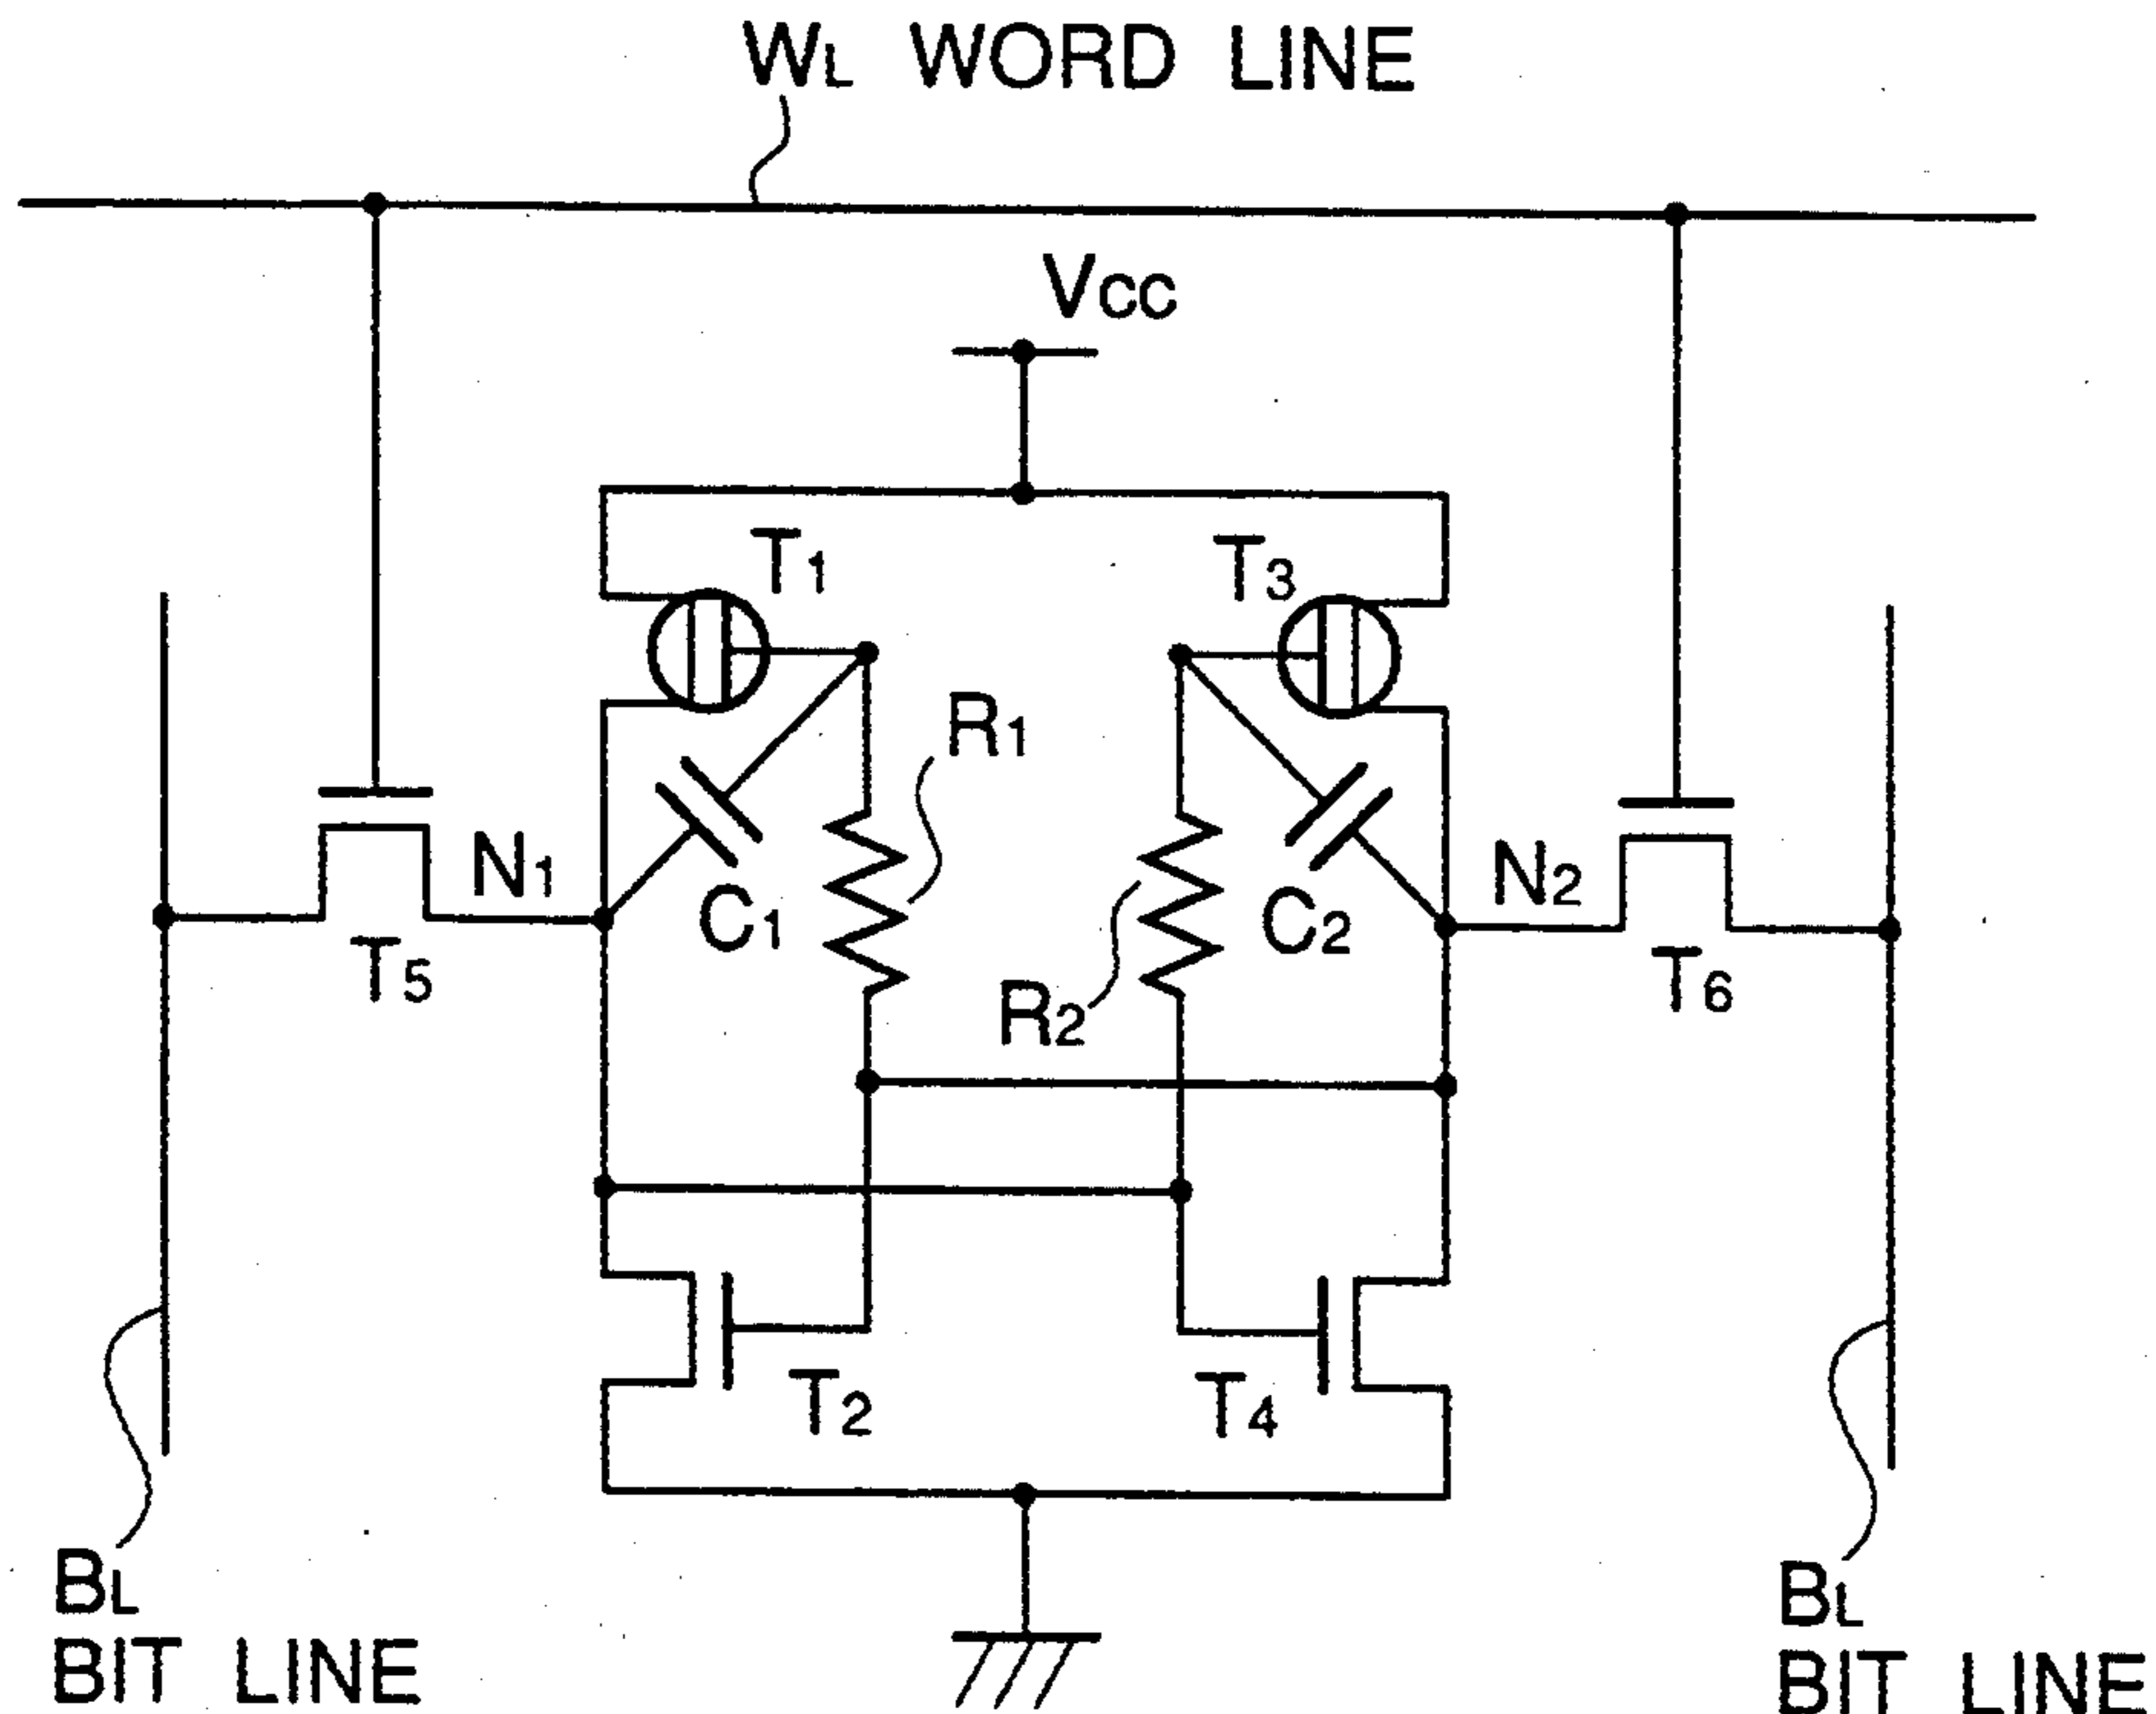 WL WORD LINE
VCC
T1
T3
R1
N1
C1
C2
N2
T5
R2
T6
T2
T4
BL
BIT LINE
BL
BIT LINE